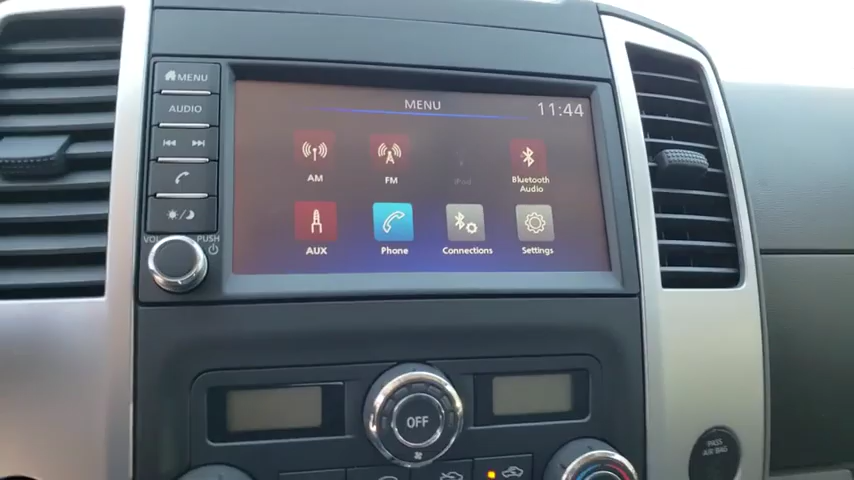 MENU
AUDIO
VOL PUSH
MENU 11:44
AM FM iPod Bluetooth
Audio
AUX Phone Connections Settings
OFF
PASS
AIR BAG